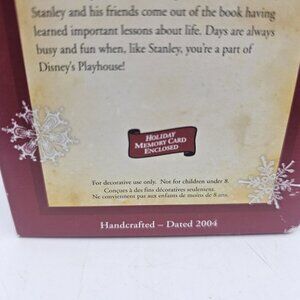 Stanley and his friends come out of the book having
learned important lessons about life. Days are always
busy and fun when, like Stanley, you're a part of
Disney's Playhouse!
HOLIDAY
MEMORY CARD
ENCLOSED
For decorative use only. Not for children under 8.
Conçues à des fins décoratives seulement.
Ne conviennent pas aux enfants de moins de 8 ans.
Handcrafted – Dated 2004